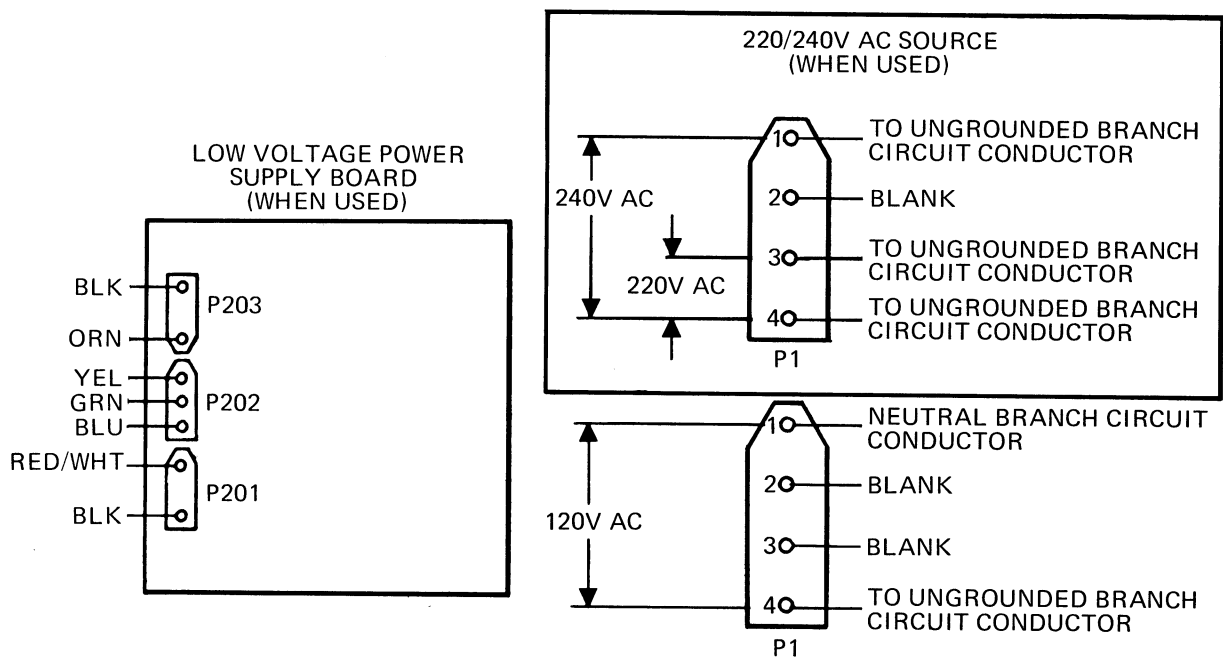 LOW VOLTAGE POWER
SUPPLY BOARD
(WHEN USED)
BLK
P203
ORN
YEL
GRN
P202
BLU
RED/WHT
P201
BLK
220/240V AC SOURCE
(WHEN USED)
1
TO UNGROUNDED BRANCH
CIRCUIT CONDUCTOR
240V AC
2
BLANK
3
TO UNGROUNDED BRANCH
CIRCUIT CONDUCTOR
220V AC
4
TO UNGROUNDED BRANCH
CIRCUIT CONDUCTOR
P1
1
NEUTRAL BRANCH CIRCUIT
CONDUCTOR
2
BLANK
120V AC
3
BLANK
4
TO UNGROUNDED BRANCH
CIRCUIT CONDUCTOR
P1